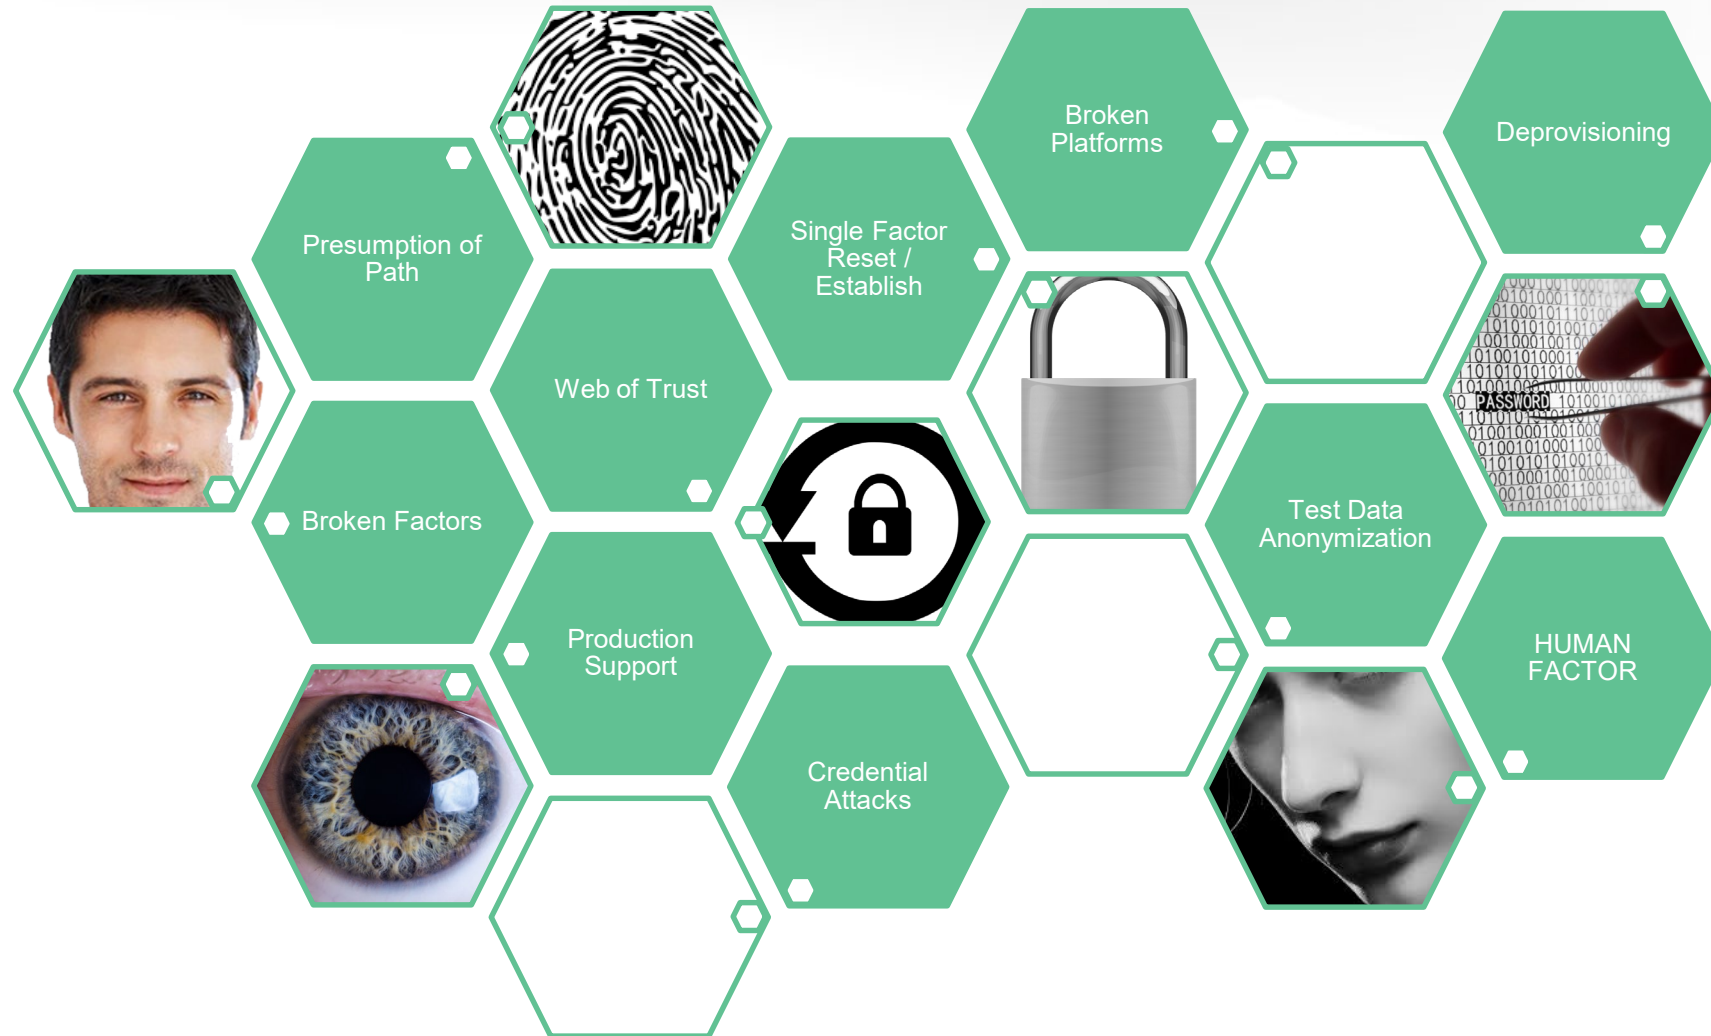 Broken
Platforms
Deprovisioning
Presumption of
Path
Single Factor
Reset /
Establish
Web of Trust
PASSWORD
Broken Factors
Test Data
Anonymization
Production
Support
HUMAN
FACTOR
Credential
Attacks